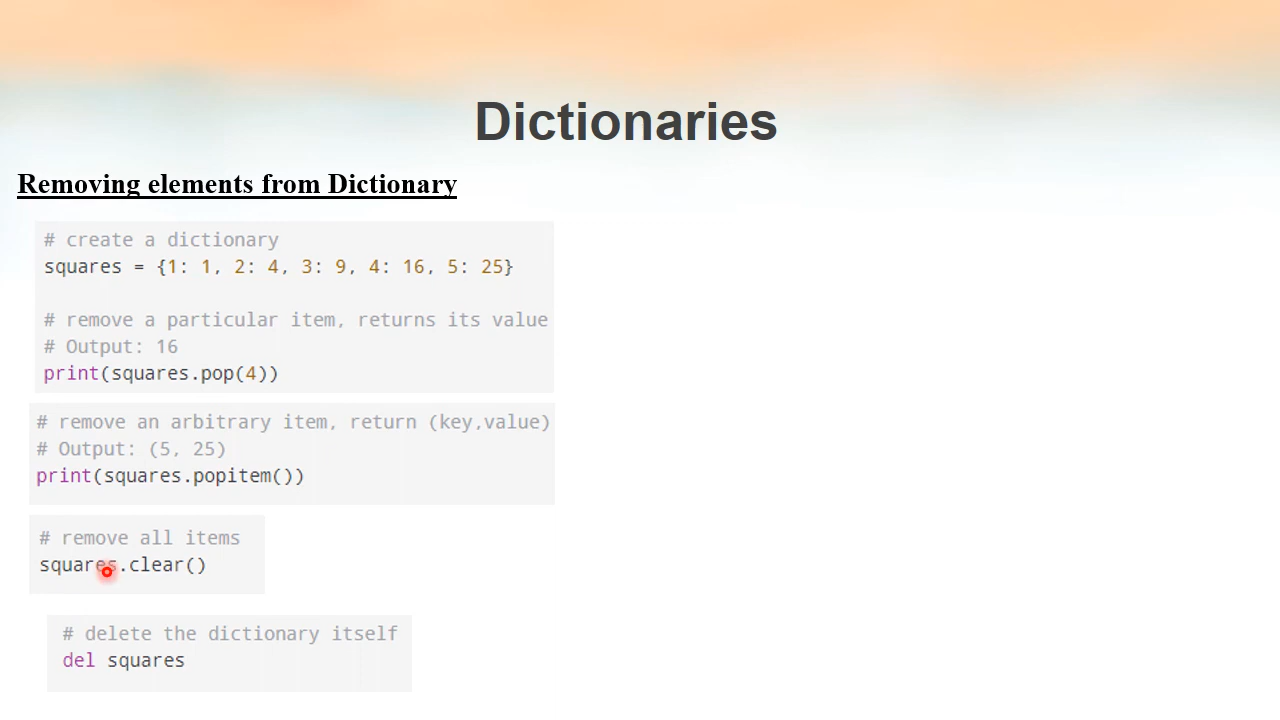 Dictionaries
Removing elements from Dictionary
# create a dictionary
squares = {1: 1, 2: 4, 3: 9, 4: 16, 5: 25}
# remove a particular item, returns its value
# Output: 16
print(squares.pop(4))
# remove an arbitrary item, return (key,value)
# Output: (5, 25)
print(squares.popitem())
# remove all items
squares.clear()
# delete the dictionary itself
del squares